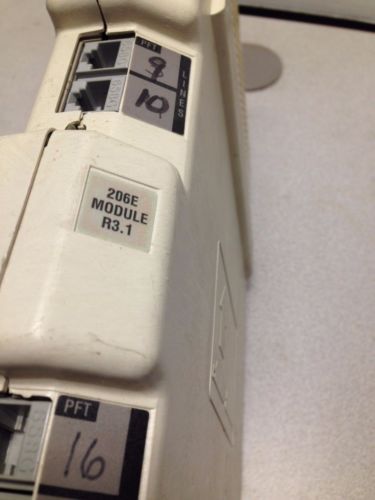 PFT
9
10
LINES
206E
MODULE
R3.1
PFT
16